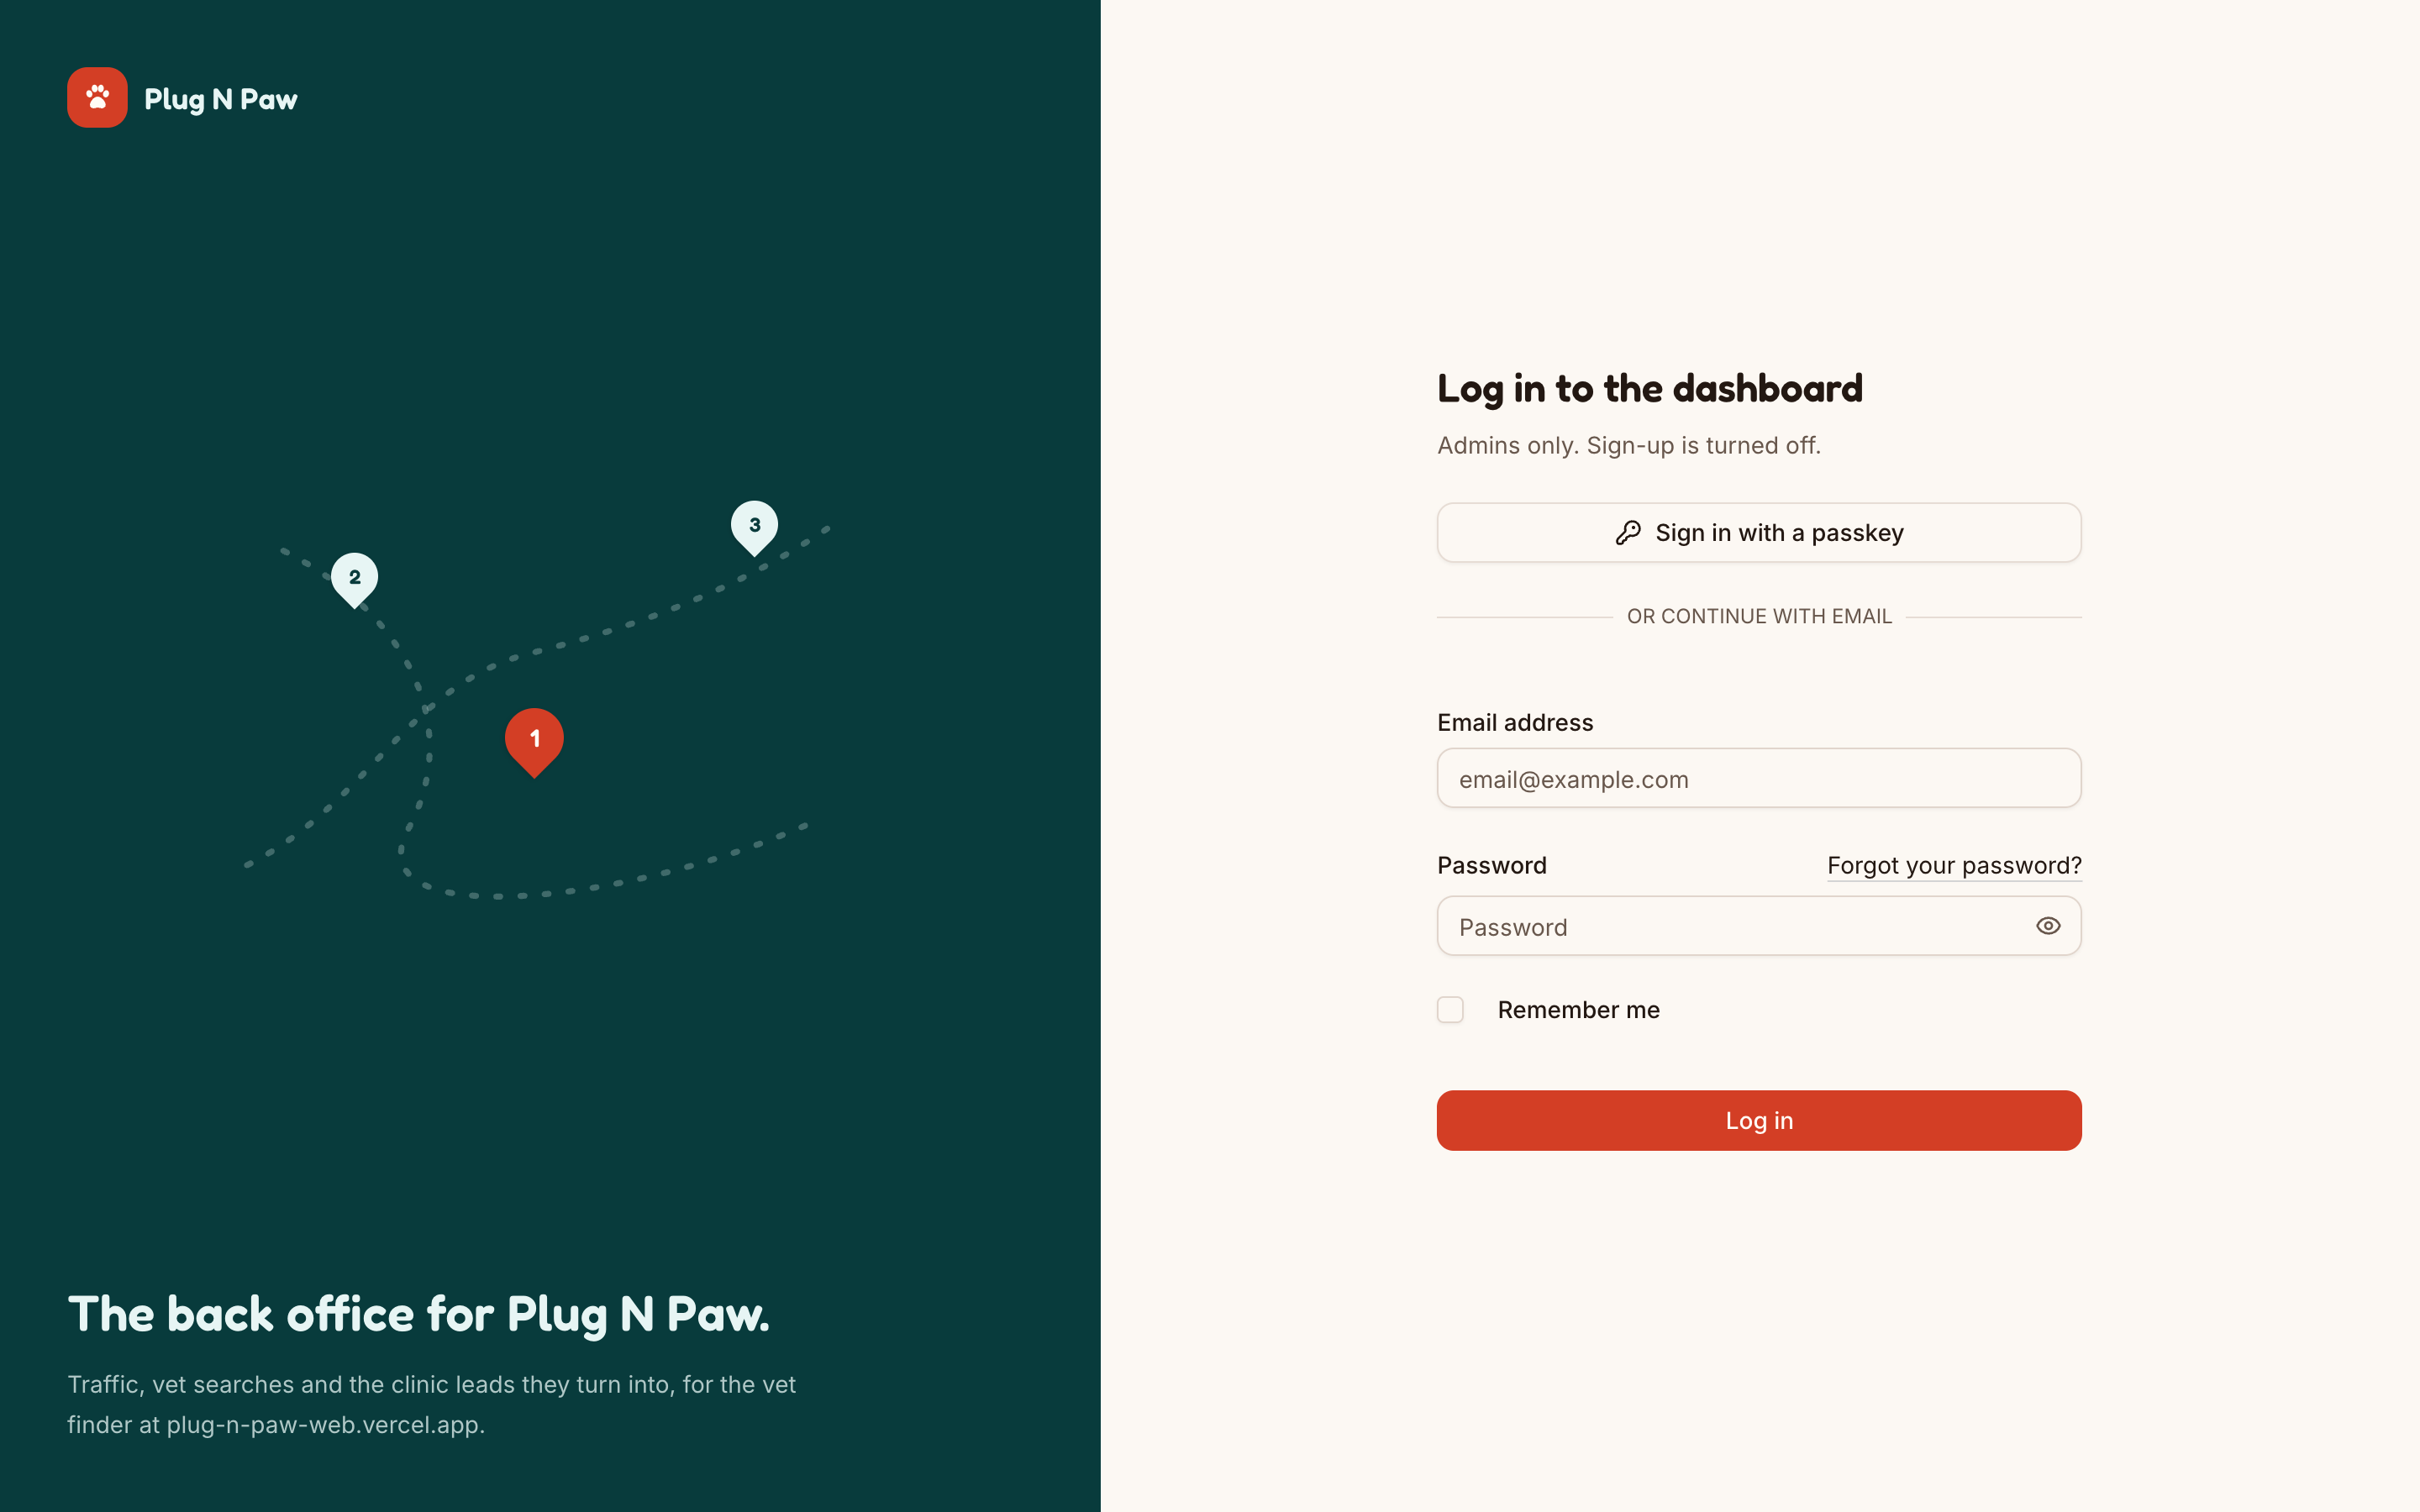 Plug N Paw
2
3
1
The back office for Plug N Paw.
Traffic, vet searches and the clinic leads they turn into, for the vet
finder at plug-n-paw-web.vercel.app.
Log in to the dashboard
Admins only. Sign-up is turned off.
Sign in with a passkey
OR CONTINUE WITH EMAIL
Email address
email@example.com
Password
Forgot your password?
Password
Remember me
Log in